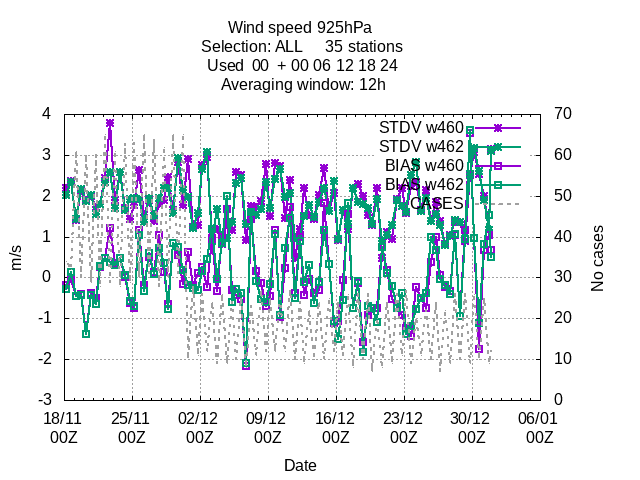 Wind speed 925hPa
Selection: ALL 35 stations
Used 00 + 00 06 12 18 24
Averaging window: 12h
4
3
2
1
0
-1
-2
-3
70
60
50
40
30
20
10
0
STDV w460
STDV w462
BIAS w460
BIAS w462
CASES
m/s
No cases
18/11 25/11 02/12 09/12 16/12 23/12 30/12 06/01
00Z 00Z 00Z 00Z 00Z 00Z 00Z 00Z
Date